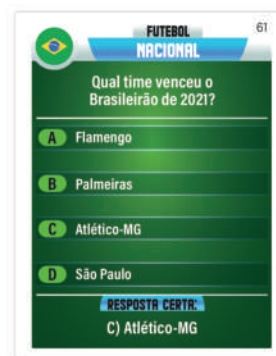 FUTEBOL
61
NACIONAL
Qual time venceu o
Brasileirão de 2021?
A Flamengo
B Palmeiras
C Atlético-MG
D São Paulo
RESPOSTA CERTA:
C) Atlético-MG